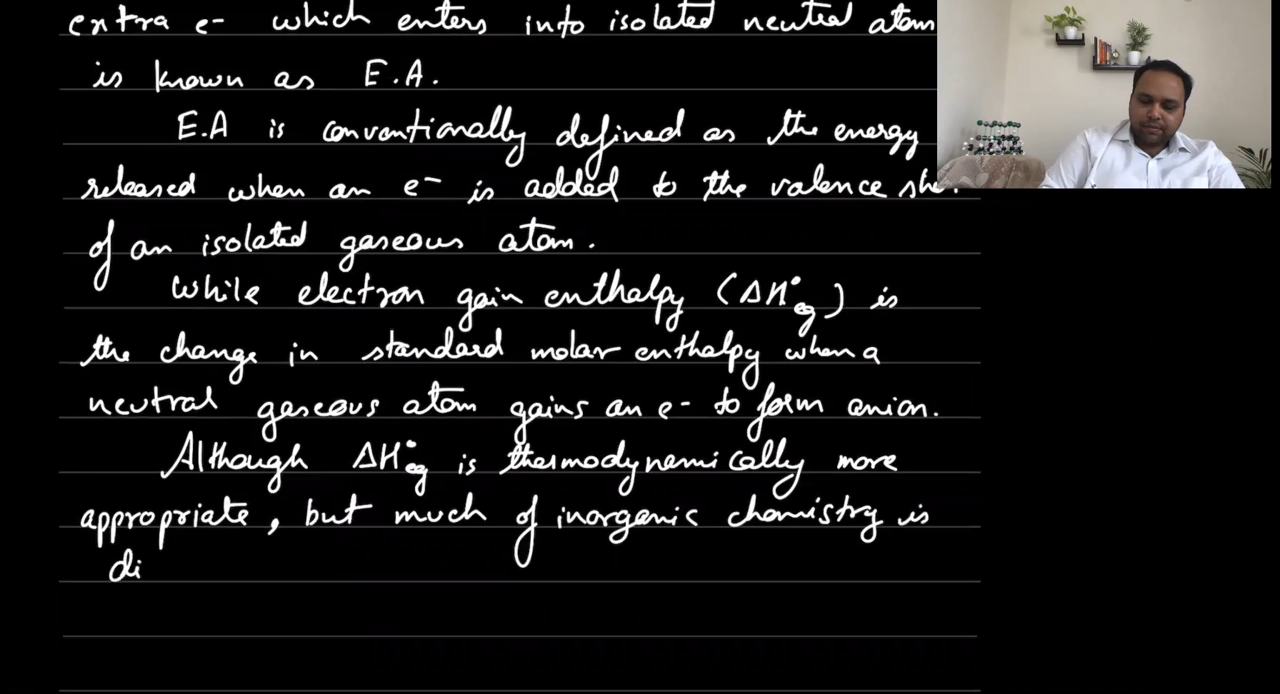 extra e- which enters into isolated neutral atom
is known as E.A.
E.A is conventionally defined as the energy
released when an e- is added to the valence she
of an isolated gaseous atom.
While electron gain enthalpy (ΔH°eg) is
the change in standard molar enthalpy when a
neutral gaseous atom gains an e- to form anion.
Although ΔH°eg is thermodynamically more
appropriate, but much of inorganic chemistry is
di